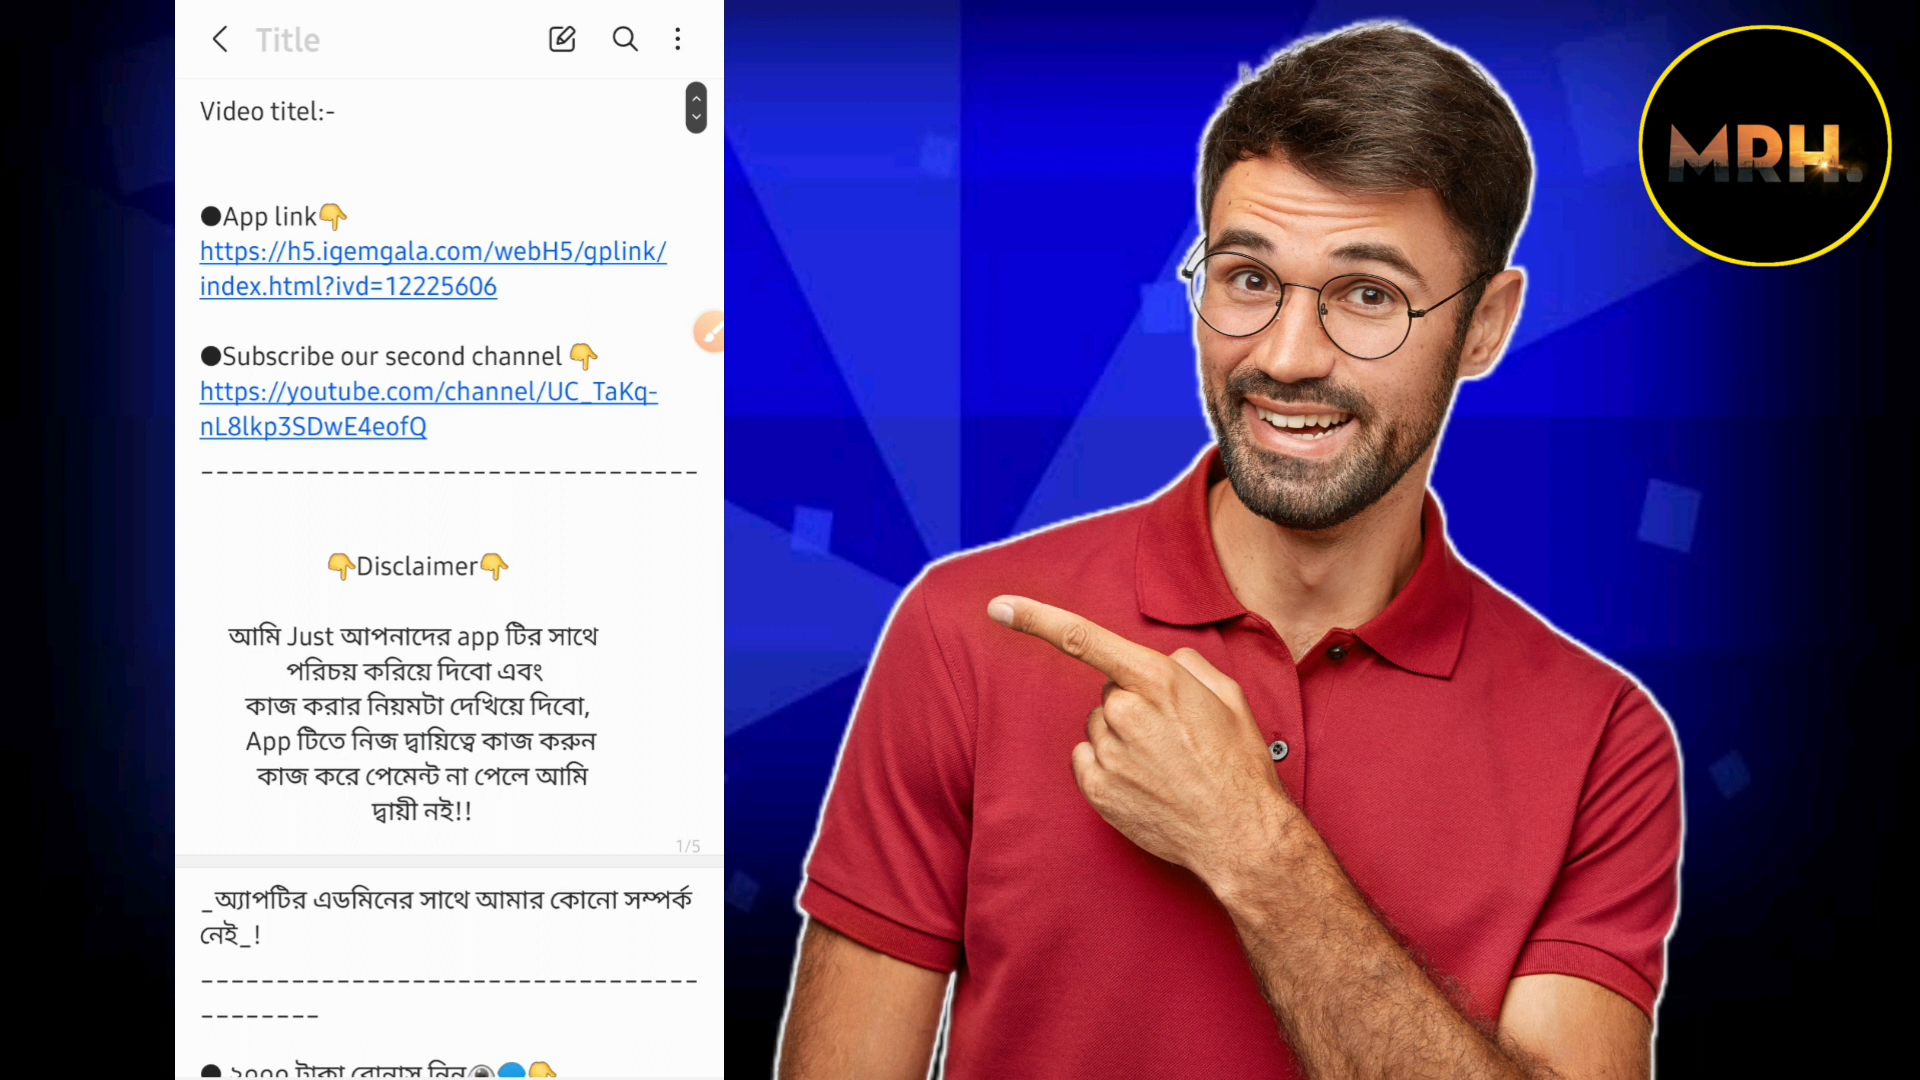 Title
Video titel:-
●App link👇
https://h5.igemgala.com/webH5/gplink/
index.html?ivd=12225606
●Subscribe our second channel 👇
https://youtube.com/channel/UC_TaKq-
nL8lkp3SDwE4eofQ
---------------------------------
👇Disclaimer👇
আমি Just আপনাদের app টির সাথে
পরিচয় করিয়ে দিবো এবং
কাজ করার নিয়মটা দেখিয়ে দিবো,
App টিতে নিজ দ্বায়িত্বে কাজ করুন
কাজ করে পেমেন্ট না পেলে আমি
দ্বায়ী নই!!
1/5
_অ্যাপটির এডমিনের সাথে আমার কোনো সম্পর্ক
নেই_!
---------------------------------
--------
● টাকা বোনাস নিন
MRH.